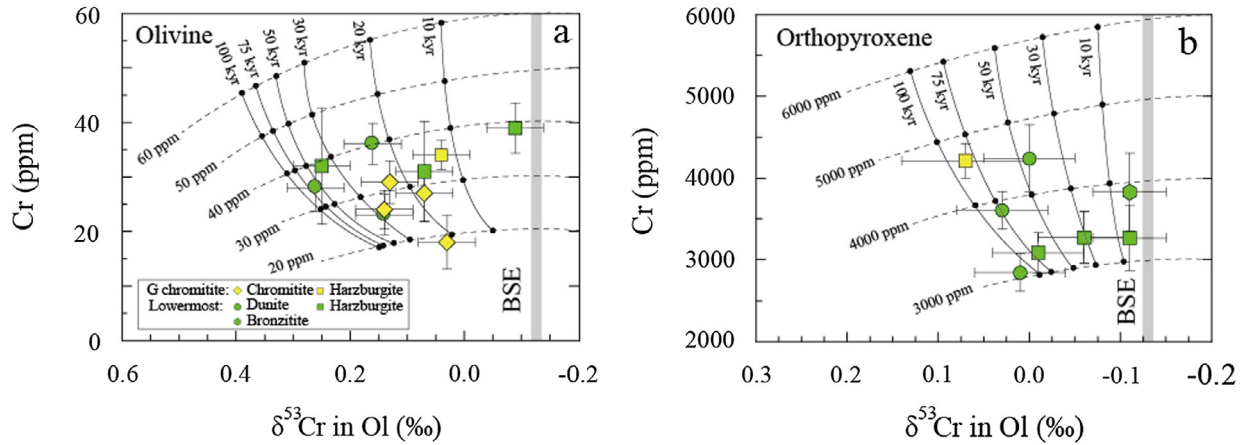 Olivine
a
60
40
20
0
0.6
0.4
0.2
0.0
-0.2
Cr (ppm)
δ53Cr in Ol (‰)
100 kyr
75 kyr
50 kyr
30 kyr
20 kyr
10 kyr
60 ppm
50 ppm
40 ppm
30 ppm
20 ppm
BSE
G chromitite: Chromitite Harzburgite
Lowermost: Dunite Harzburgite
Bronzitite
Orthopyroxene
b
6000
5000
4000
3000
2000
0.3
0.1
0.0
-0.1
-0.2
Cr (ppm)
δ53Cr in Ol (‰)
100 kyr
75 kyr
50 kyr
30 kyr
10 kyr
6000 ppm
5000 ppm
4000 ppm
3000 ppm
BSE